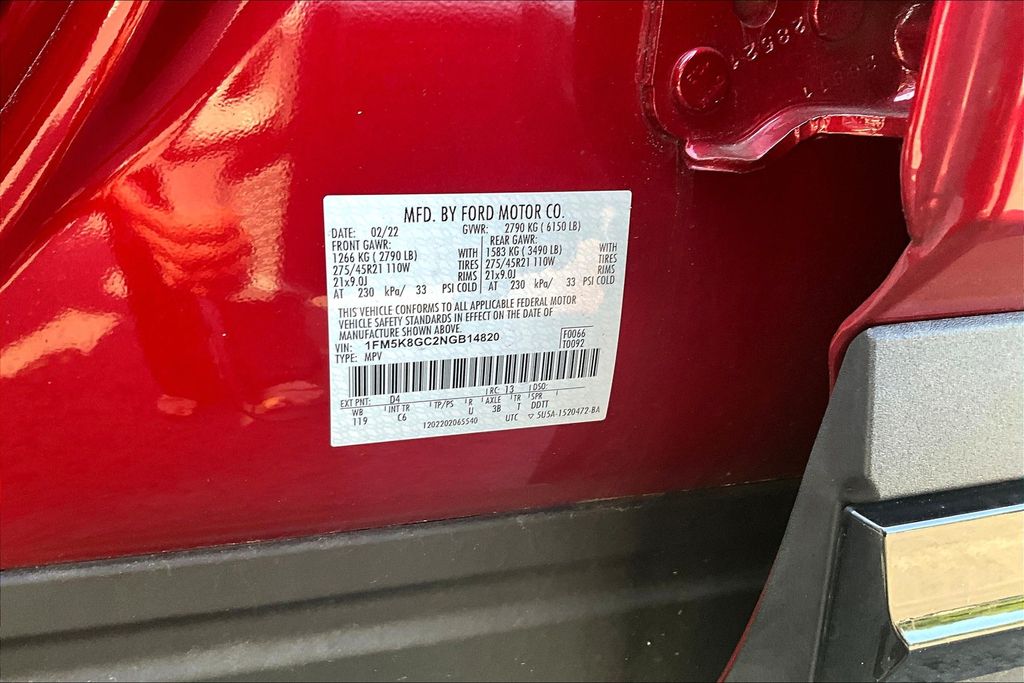 MFD. BY FORD MOTOR CO.
DATE: 02/22 GVWR: 2790 KG ( 6150 LB)
FRONT GAWR: REAR GAWR:
1266 KG ( 2790 LB) WITH 1583 KG ( 3490 LB) WITH
275/45R21 110W TIRES 275/45R21 110W TIRES
21x9.0J RIMS 21x9.0J RIMS
AT 230 kPa/ 33 PSI COLD AT 230 kPa/ 33 PSI COLD
THIS VEHICLE CONFORMS TO ALL APPLICABLE FEDERAL MOTOR
VEHICLE SAFETY STANDARDS IN EFFECT ON THE DATE OF
MANUFACTURE SHOWN ABOVE.
VIN: 1FM5K8GC2NGB14820 F0066
TYPE: MPV T0092
EXT PNT: D4 RC: 13 DSO:
WB INT TR TP/PS R AXLE TR SPR
119 C6 U 3B T DDTT
1202202065540 UTC ▽ 5U5A-1520472-BA